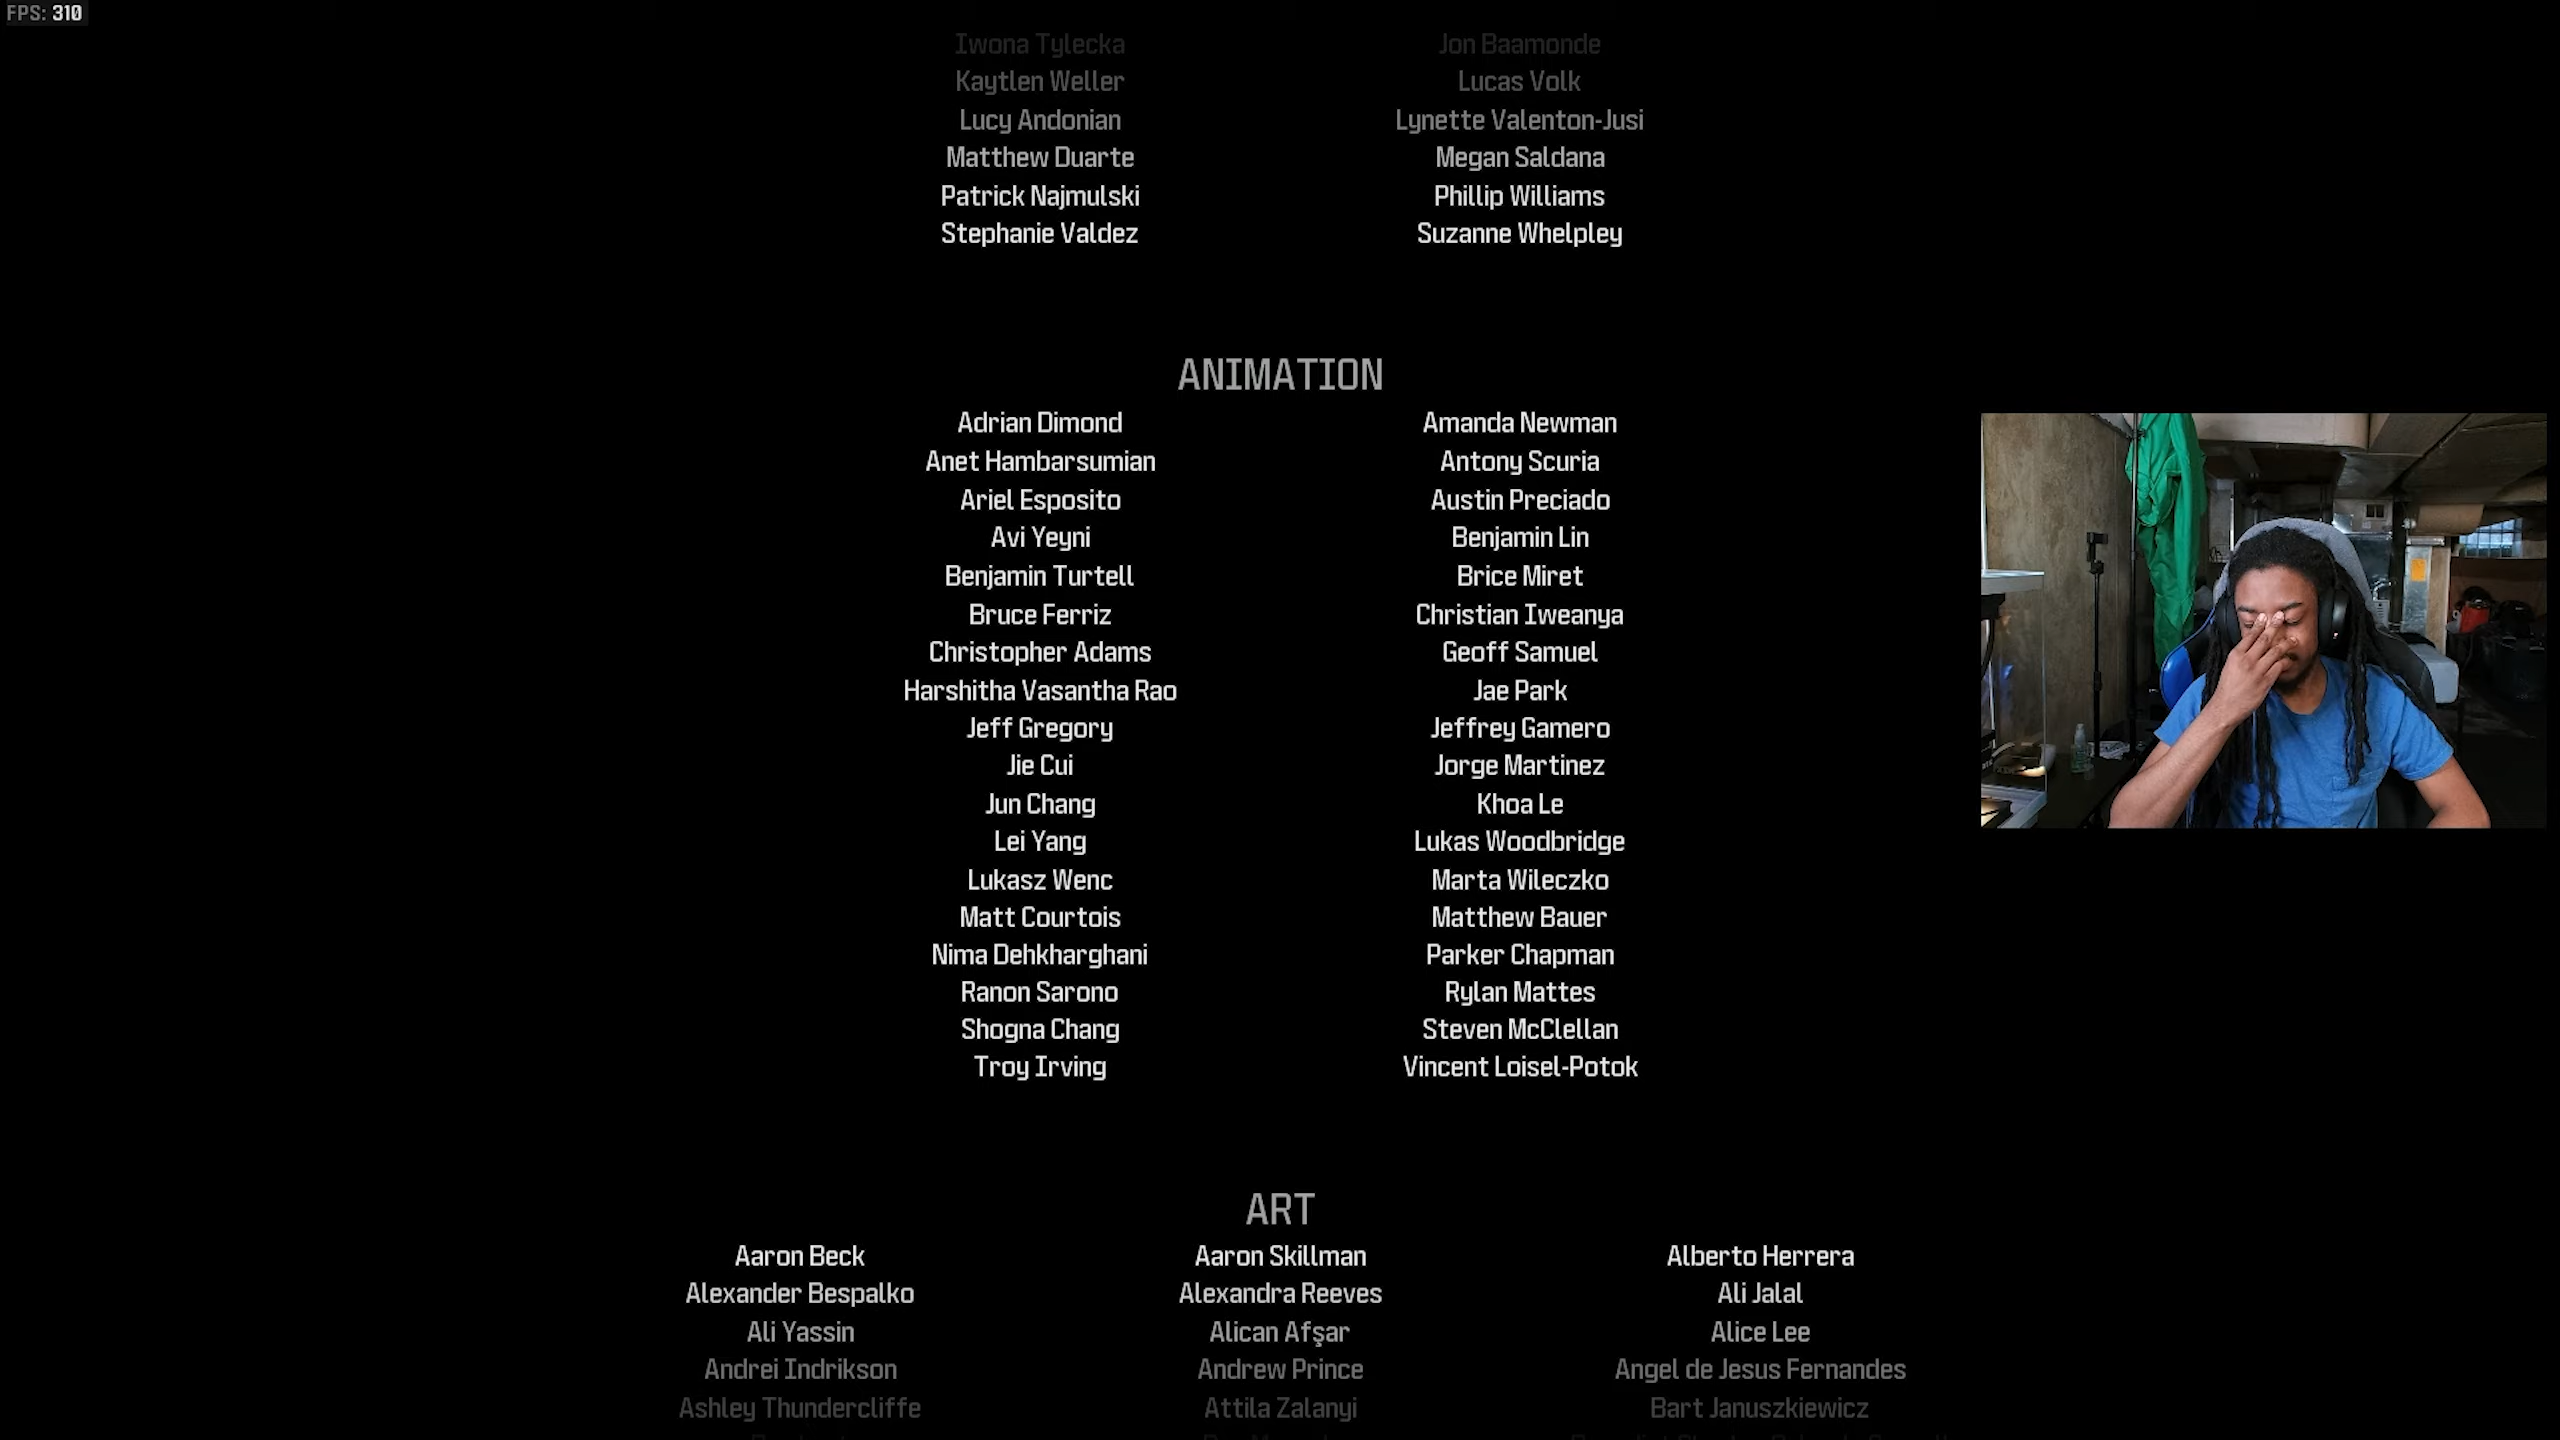 FPS: 310
Iwona Tylecka Jon Baamonde
Kaytlen Weller Lucas Volk
Lucy Andonian Lynette Valenton-Jusi
Matthew Duarte Megan Saldana
Patrick Najmulski Phillip Williams
Stephanie Valdez Suzanne Whelpley
ANIMATION
Adrian Dimond Amanda Newman
Anet Hambarsumian Antony Scuria
Ariel Esposito Austin Preciado
Avi Yeyni Benjamin Lin
Benjamin Turtell Brice Miret
Bruce Ferriz Christian Iweanya
Christopher Adams Geoff Samuel
Harshitha Vasantha Rao Jae Park
Jeff Gregory Jeffrey Gamero
Jie Cui Jorge Martinez
Jun Chang Khoa Le
Lei Yang Lukas Woodbridge
Lukasz Wenc Marta Wileczko
Matt Courtois Matthew Bauer
Nima Dehkharghani Parker Chapman
Ranon Sarono Rylan Mattes
Shogna Chang Steven McClellan
Troy Irving Vincent Loisel-Potok
ART
Aaron Beck Aaron Skillman Alberto Herrera
Alexander Bespalko Alexandra Reeves Ali Jalal
Ali Yassin Alican Afşar Alice Lee
Andrei Indrikson Andrew Prince Angel de Jesus Fernandes
Ashley Thundercliffe Attila Zalanyi Bart Januszkiewicz